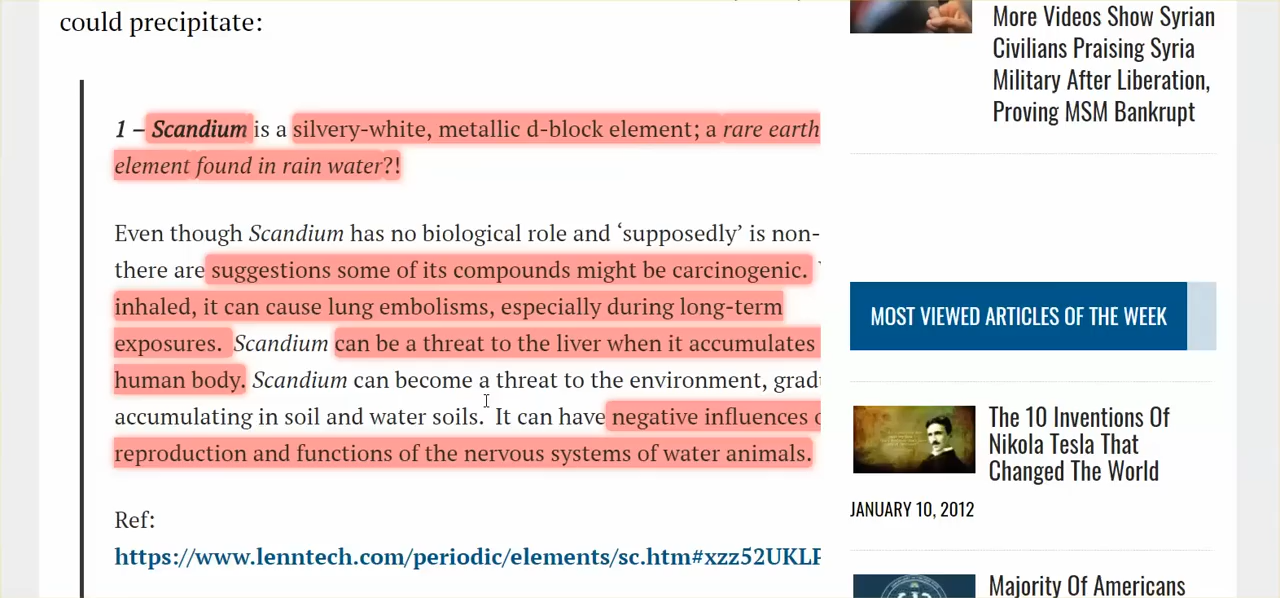 could precipitate:
1 – Scandium is a silvery-white, metallic d-block element; a rare earth
element found in rain water?!
Even though Scandium has no biological role and ‘supposedly’ is non-
there are suggestions some of its compounds might be carcinogenic.
inhaled, it can cause lung embolisms, especially during long-term
exposures. Scandium can be a threat to the liver when it accumulates
human body. Scandium can become a threat to the environment,
accumulating in soil and water soils. It can have negative influences
reproduction and functions of the nervous systems of water animals.
Ref:
https://www.lenntech.com/periodic/elements/sc.htm#xzz52UKLF
More Videos Show Syrian
Civilians Praising Syria
Military After Liberation,
Proving MSM Bankrupt
MOST VIEWED ARTICLES OF THE WEEK
The 10 Inventions Of
Nikola Tesla That
Changed The World
JANUARY 10, 2012
Majority Of Americans